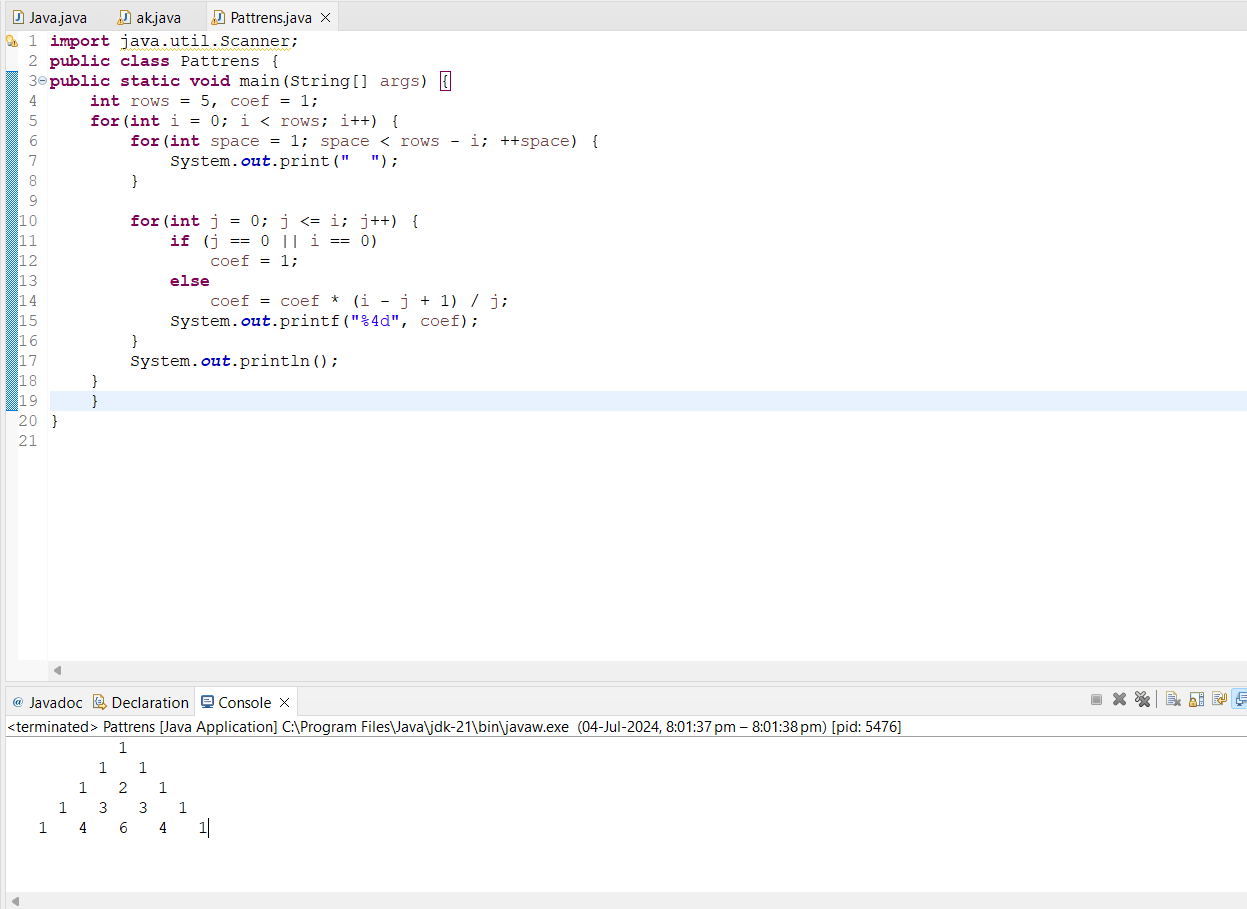 Java.java ak.java Pattrens.java
1 import java.util.Scanner;
2 public class Pattrens {
3 public static void main(String[] args) {
4     int rows = 5, coef = 1;
5     for(int i = 0; i < rows; i++) {
6         for(int space = 1; space < rows - i; ++space) {
7             System.out.print("  ");
8         }
9
10         for(int j = 0; j <= i; j++) {
11             if (j == 0 || i == 0)
12                 coef = 1;
13             else
14                 coef = coef * (i - j + 1) / j;
15             System.out.printf("%4d", coef);
16         }
17         System.out.println();
18     }
19     }
20 }
21
@ Javadoc Declaration Console
<terminated> Pattrens [Java Application] C:\Program Files\Java\jdk-21\bin\javaw.exe (04-Jul-2024, 8:01:37 pm – 8:01:38 pm) [pid: 5476]
           1
         1   1
       1   2   1
     1   3   3   1
   1   4   6   4   1